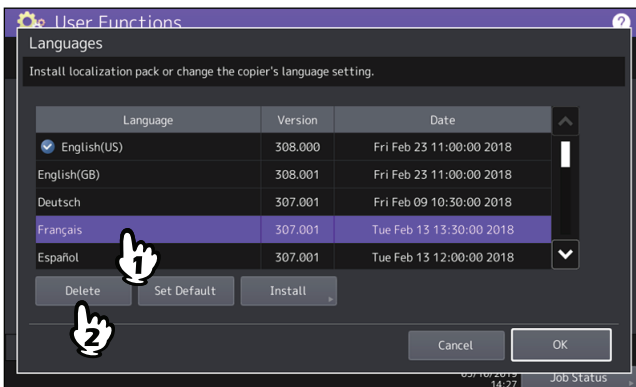 User Functions
?
Languages
Install localization pack or change the copier's language setting.
Language Version Date
English(US) 308.000 Fri Feb 23 11:00:00 2018
English(GB) 308.001 Fri Feb 23 11:00:00 2018
Deutsch 307.001 Fri Feb 09 10:30:00 2018
Français 307.001 Tue Feb 13 13:30:00 2018
Español 307.001 Tue Feb 13 12:00:00 2018
1
Delete Set Default Install
2
Cancel OK
03/10/2019 Job Status
14:27